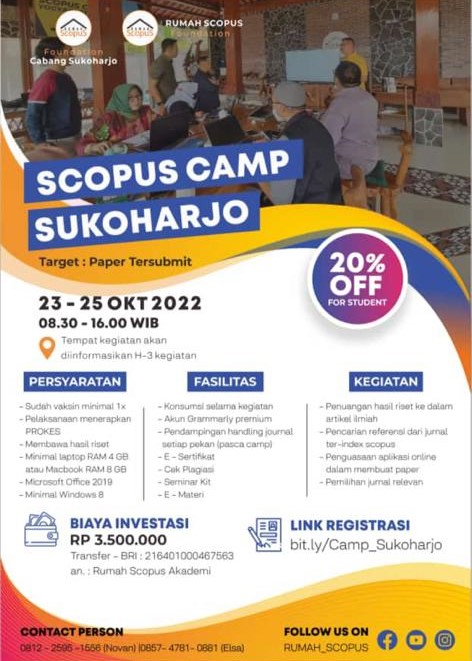 SCOPUS CAMP
SUKOHARJO
Scopus
Foundation
Cabang Sukoharjo
Scopus
RUMAH SCOPUS
Foundation
Target : Paper Tersubmit
23 - 25 OKT 2022
08.30 - 16.00 WIB
Tempat kegiatan akan
diinformasikan H-3 kegiatan
20%
OFF
FOR STUDENT
PERSYARATAN
- Sudah vaksin minimal 1x
- Pelaksanaan menerapkan
PROKES
- Membawa hasil riset
- Minimal laptop RAM 4 GB
atau Macbook RAM 8 GB
- Microsoft Office 2019
- Minimal Windows 8
FASILITAS
- Konsumsi selama kegiatan
- Akun Grammarly premium
- Pendampingan handling journal
setiap pekan (pasca camp)
- E - Sertifikat
- Cek Plagiasi
- Seminar Kit
- E - Materi
KEGIATAN
- Penuangan hasil riset ke dalam
artikel ilmiah
- Pencarian referensi dari jurnal
ter-index scopus
- Penguasaan aplikasi online
dalam membuat paper
- Pemilihan jurnal relevan
BIAYA INVESTASI
RP 3.500.000
Transfer - BRI : 216401000467563
an. : Rumah Scopus Akademi
LINK REGISTRASI
bit.ly/Camp_Sukoharjo
CONTACT PERSON
0812 - 2595 -1556 (Novan) |0857- 4781- 0881 (Elsa)
FOLLOW US ON
RUMAH_SCOPUS